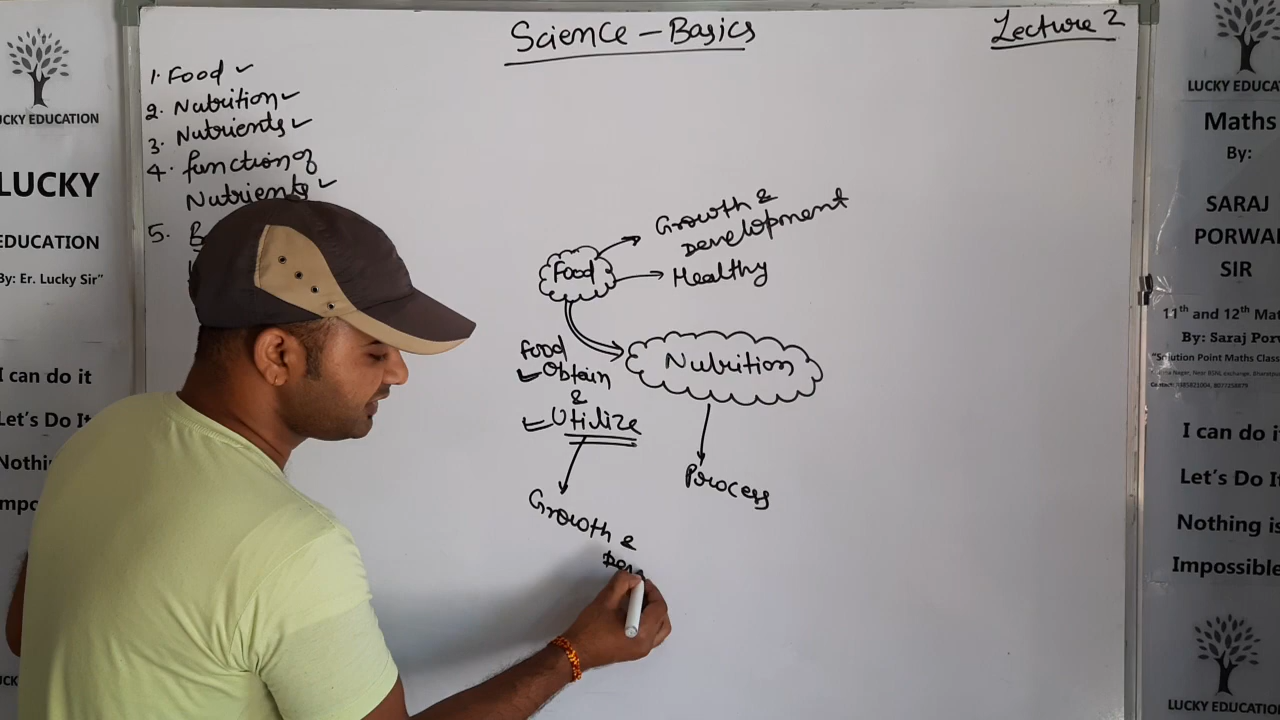 Science - Basics
Lecture 2
1. Food ✓
2. Nutrition ✓
3. Nutrients ✓
4. function of
Nutrients ✓
5. B
Food
Growth &
Development
Healthy
Nutrition
Food
✓ Obtain
&
Utilize
Process
Growth &
LUCKY EDUCATION
LUCKY
EDUCATION
By: Er. Lucky Sir"
I can do it
Let's Do It
Nothi
Impo
LUCKY EDUCA
Maths
By:
SARAJ
PORWA
SIR
11th and 12th Mat
By: Saraj Porw
"Solution Point Maths Class
I can do i
Let's Do I
Nothing is
Impossible
LUCKY EDUCATIO